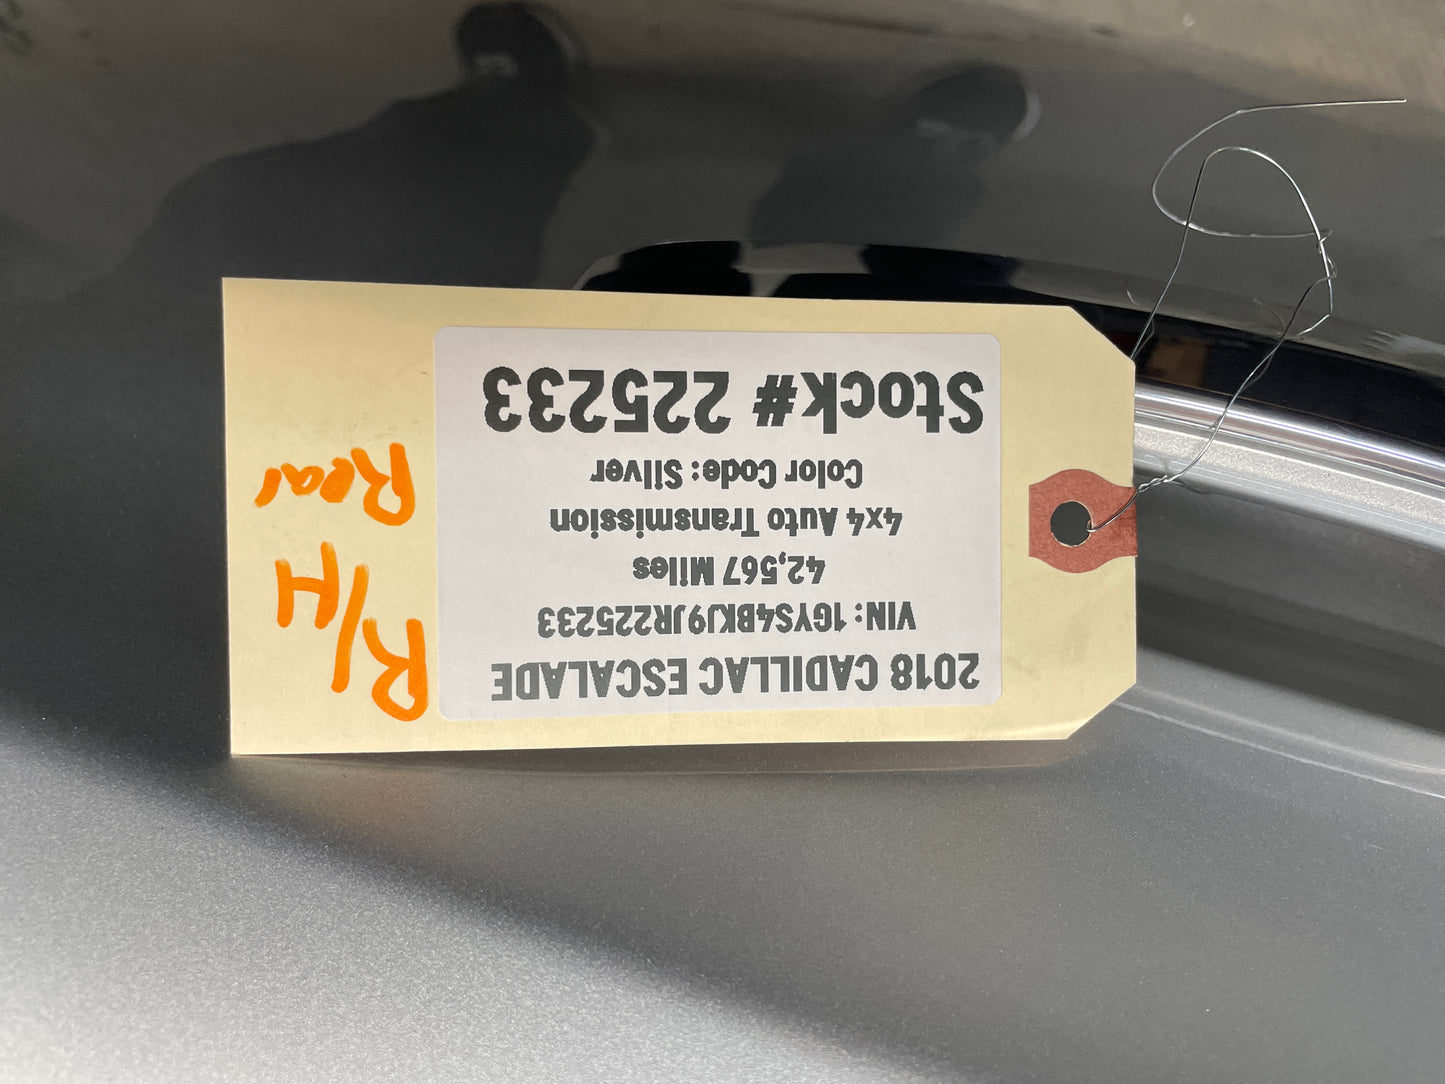 2018 CADILLAC ESCALADE
VIN: 1GYS4BKJ9JR225233
42,567 Miles
4x4 Auto Transmission
Color Code: Silver
Stock# 225233
R/H
Rear